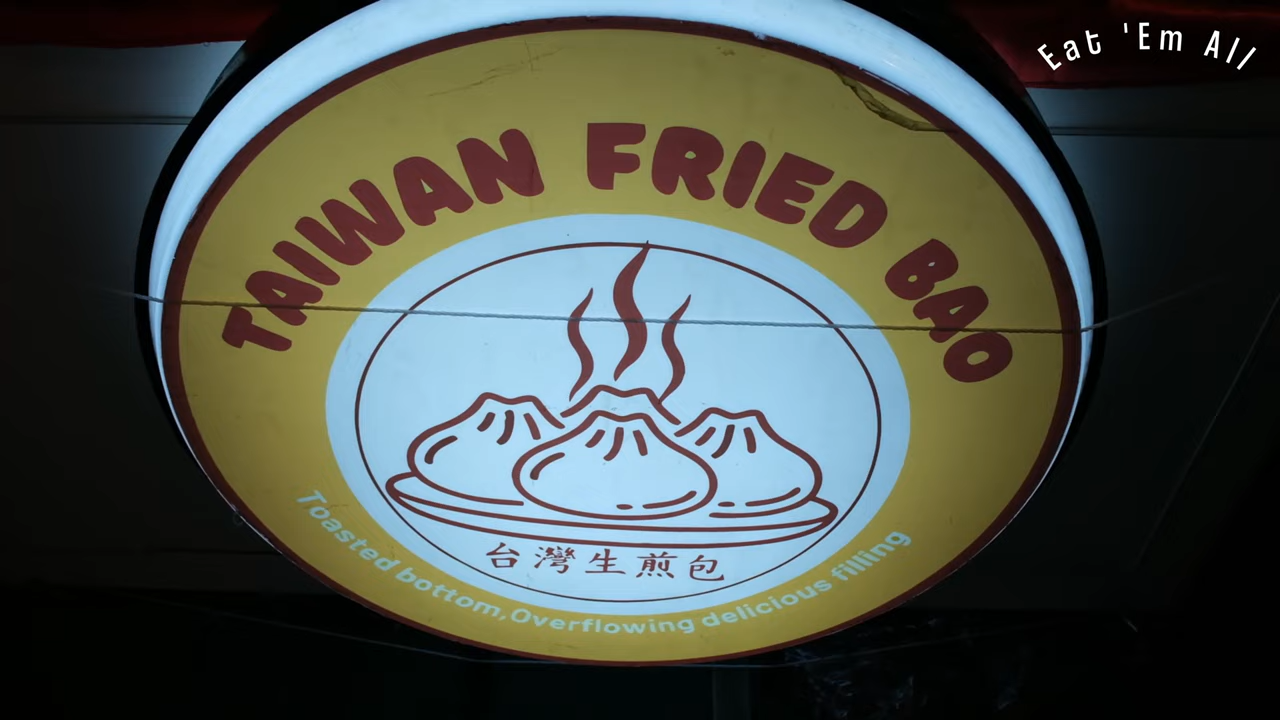 Eat 'Em All
TAIWAN FRIED BAO
台灣生煎包
Toasted bottom,Overflowing delicious filling